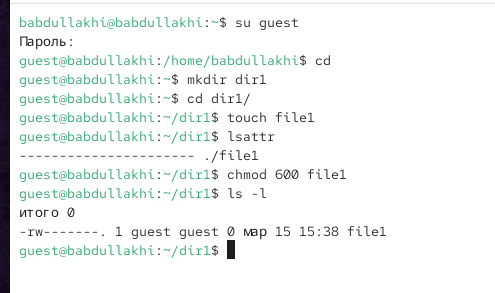 babdullakhi@babdullakhi:~$ su guest
Пароль:
guest@babdullakhi:/home/babdullakhi$ cd
guest@babdullakhi:~$ mkdir dir1
guest@babdullakhi:~$ cd dir1/
guest@babdullakhi:~/dir1$ touch file1
guest@babdullakhi:~/dir1$ lsattr
---------------------- ./file1
guest@babdullakhi:~/dir1$ chmod 600 file1
guest@babdullakhi:~/dir1$ ls -l
итого 0
-rw-------. 1 guest guest 0 мар 15 15:38 file1
guest@babdullakhi:~/dir1$